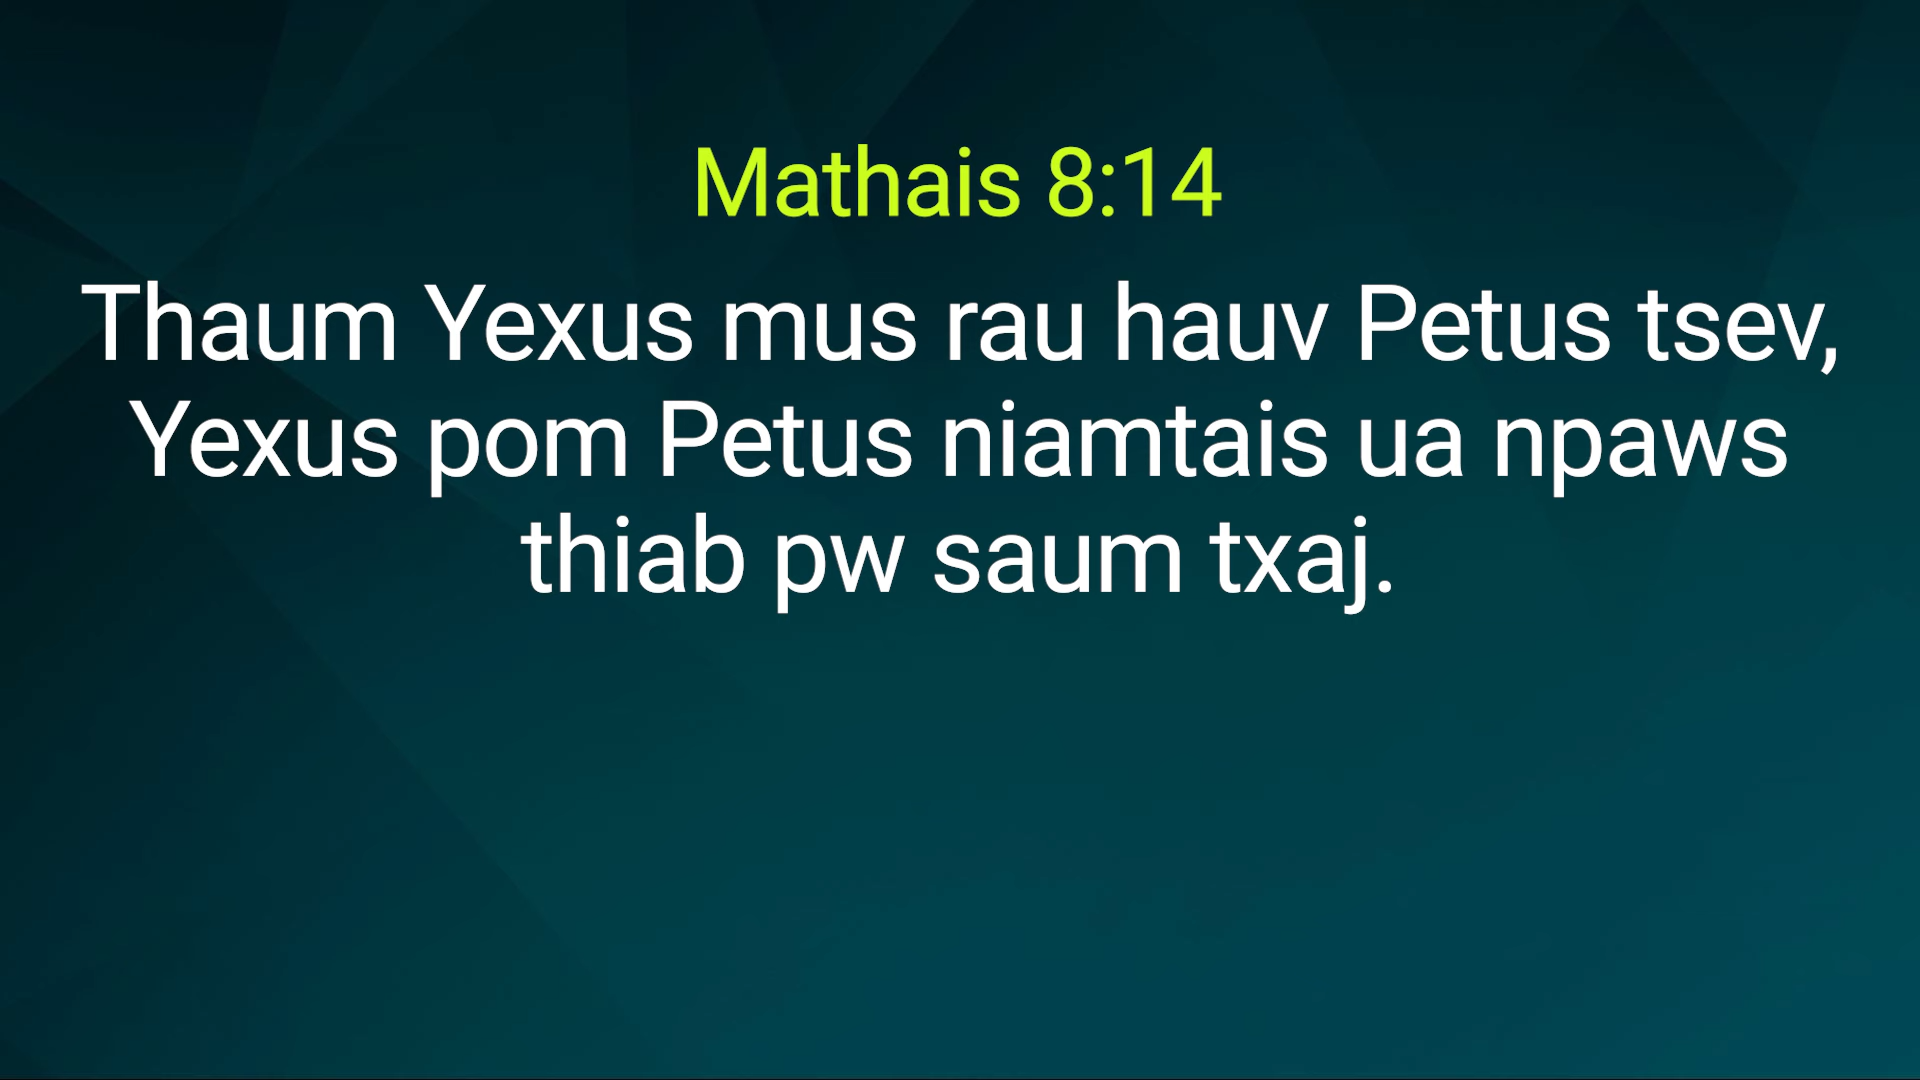 Mathais 8:14
Thaum Yexus mus rau hauv Petus tsev,
Yexus pom Petus niamtais ua npaws
thiab pw saum txaj.